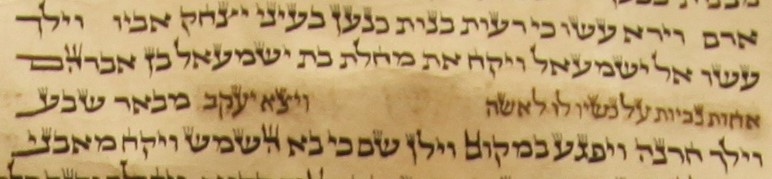 ארם וירא עשו כי רעות בנות כנען בעיני יצחק אביו וילך
עשו אל ישמעאל ויקח את מחלת בת ישמעאל בן אברהם
אחות נביות על נשיו לו לאשה ויצא יעקב מבאר שבע
וילך חרנה ויפגע במקום וילן שם כי בא השמש ויקח מאבני